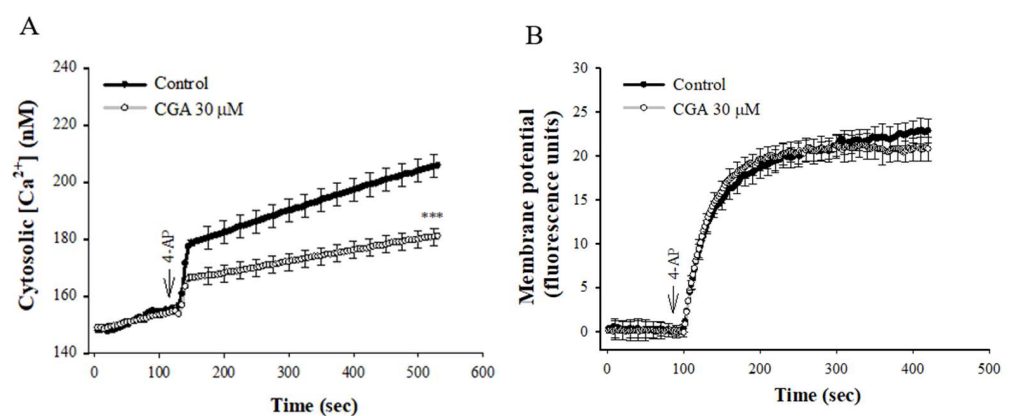 A
Cytosolic [Ca²⁺] (nM)
240
220
200
180
160
140
Control
CGA 30 μM
4-AP
***
0 100 200 300 400 500 600
Time (sec)
B
Membrane potential
(fluorescence units)
30
25
20
15
10
5
0
Control
CGA 30 μM
4-AP
0 100 200 300 400 500
Time (sec)